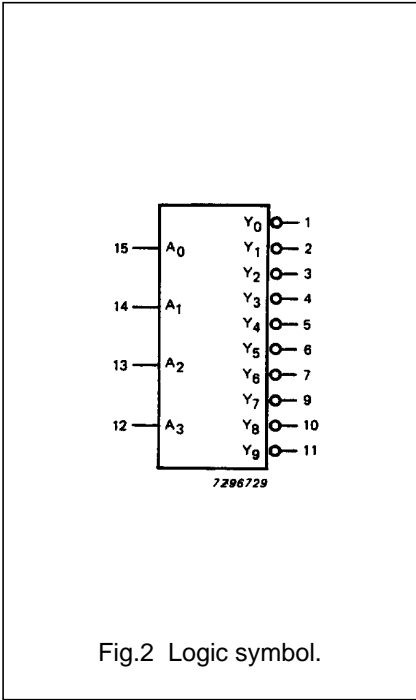 Y0 1
15 A0 Y1 2
Y2 3
14 A1 Y3 4
Y4 5
Y5 6
13 A2 Y6 7
Y7 9
12 A3 Y8 10
Y9 11
7296729
Fig.2 Logic symbol.